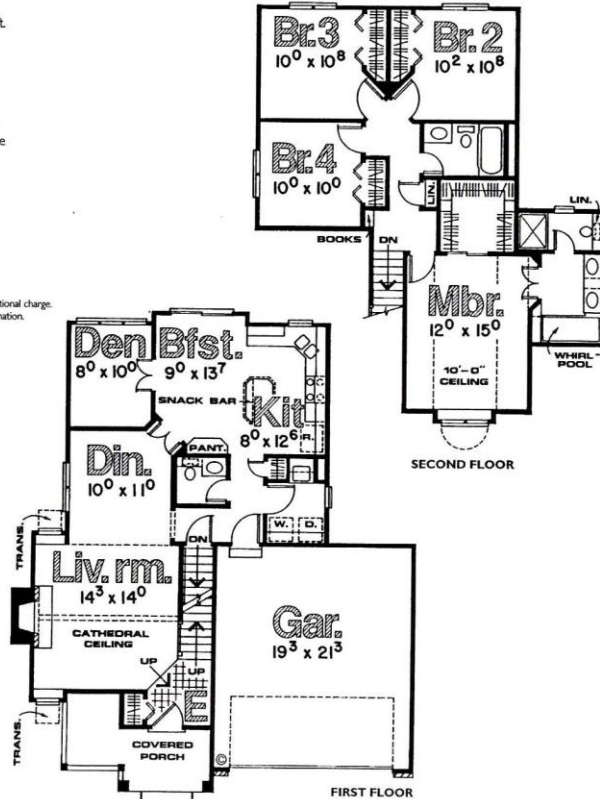 t.
e
tional charge.
nation.
Br.3
10⁰ x 10⁸
Br. 2
10² x 10⁸
Br.4
10⁰ x 10⁰
LIN.
BOOKS
DN
LIN.
Mbr.
12⁰ x 15⁰
10'-0"
CEILING
WHIRL-
POOL
SECOND FLOOR
Den
8⁰ x 10⁰
Bfst.
9⁰ x 13⁷
SNACK BAR
Kit
8⁰ x 12⁶
R.
PANT.
Din.
10⁰ x 11⁰
W.
D.
TRANS.
DN
Liv. rm.
14³ x 14⁰
CATHEDRAL
CEILING
Gar.
19³ x 21³
UP
UP
E
TRANS.
COVERED
PORCH
FIRST FLOOR